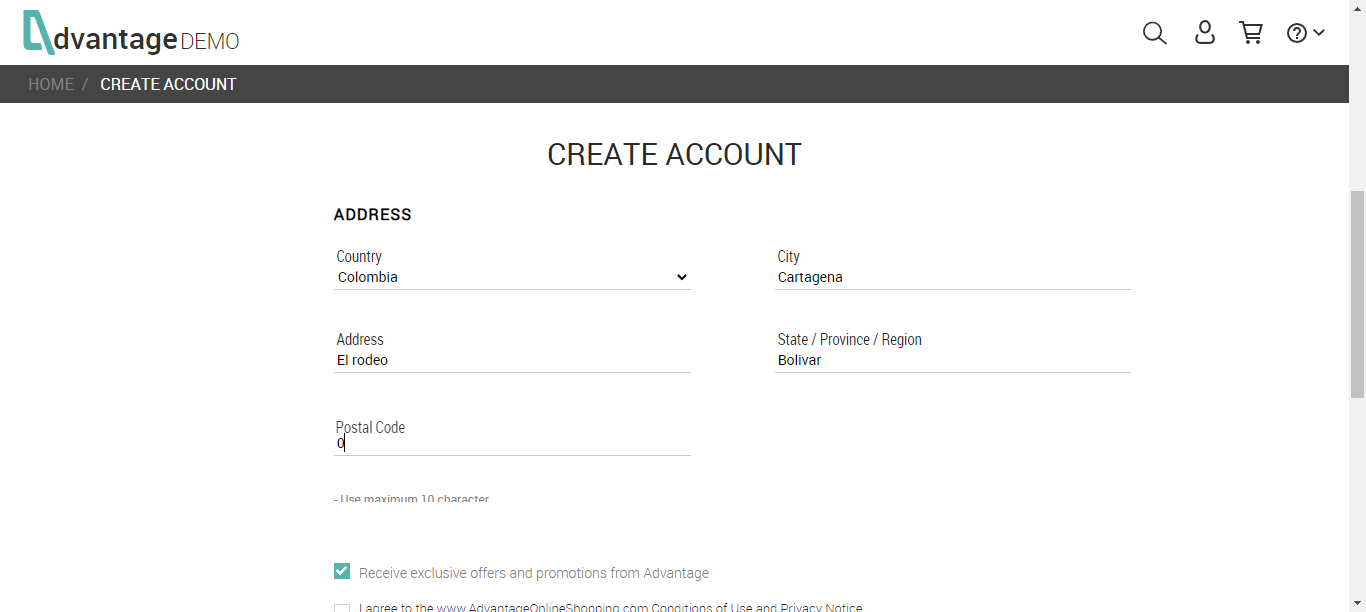 dvantage DEMO
HOME / CREATE ACCOUNT
CREATE ACCOUNT
ADDRESS
Country City
Colombia Cartagena
Address State / Province / Region
El rodeo Bolivar
Postal Code
0
- Use maximum 10 character
Receive exclusive offers and promotions from Advantage
I agree to the www.AdvantageOnlineShopping.com Conditions of Use and Privacy Notice